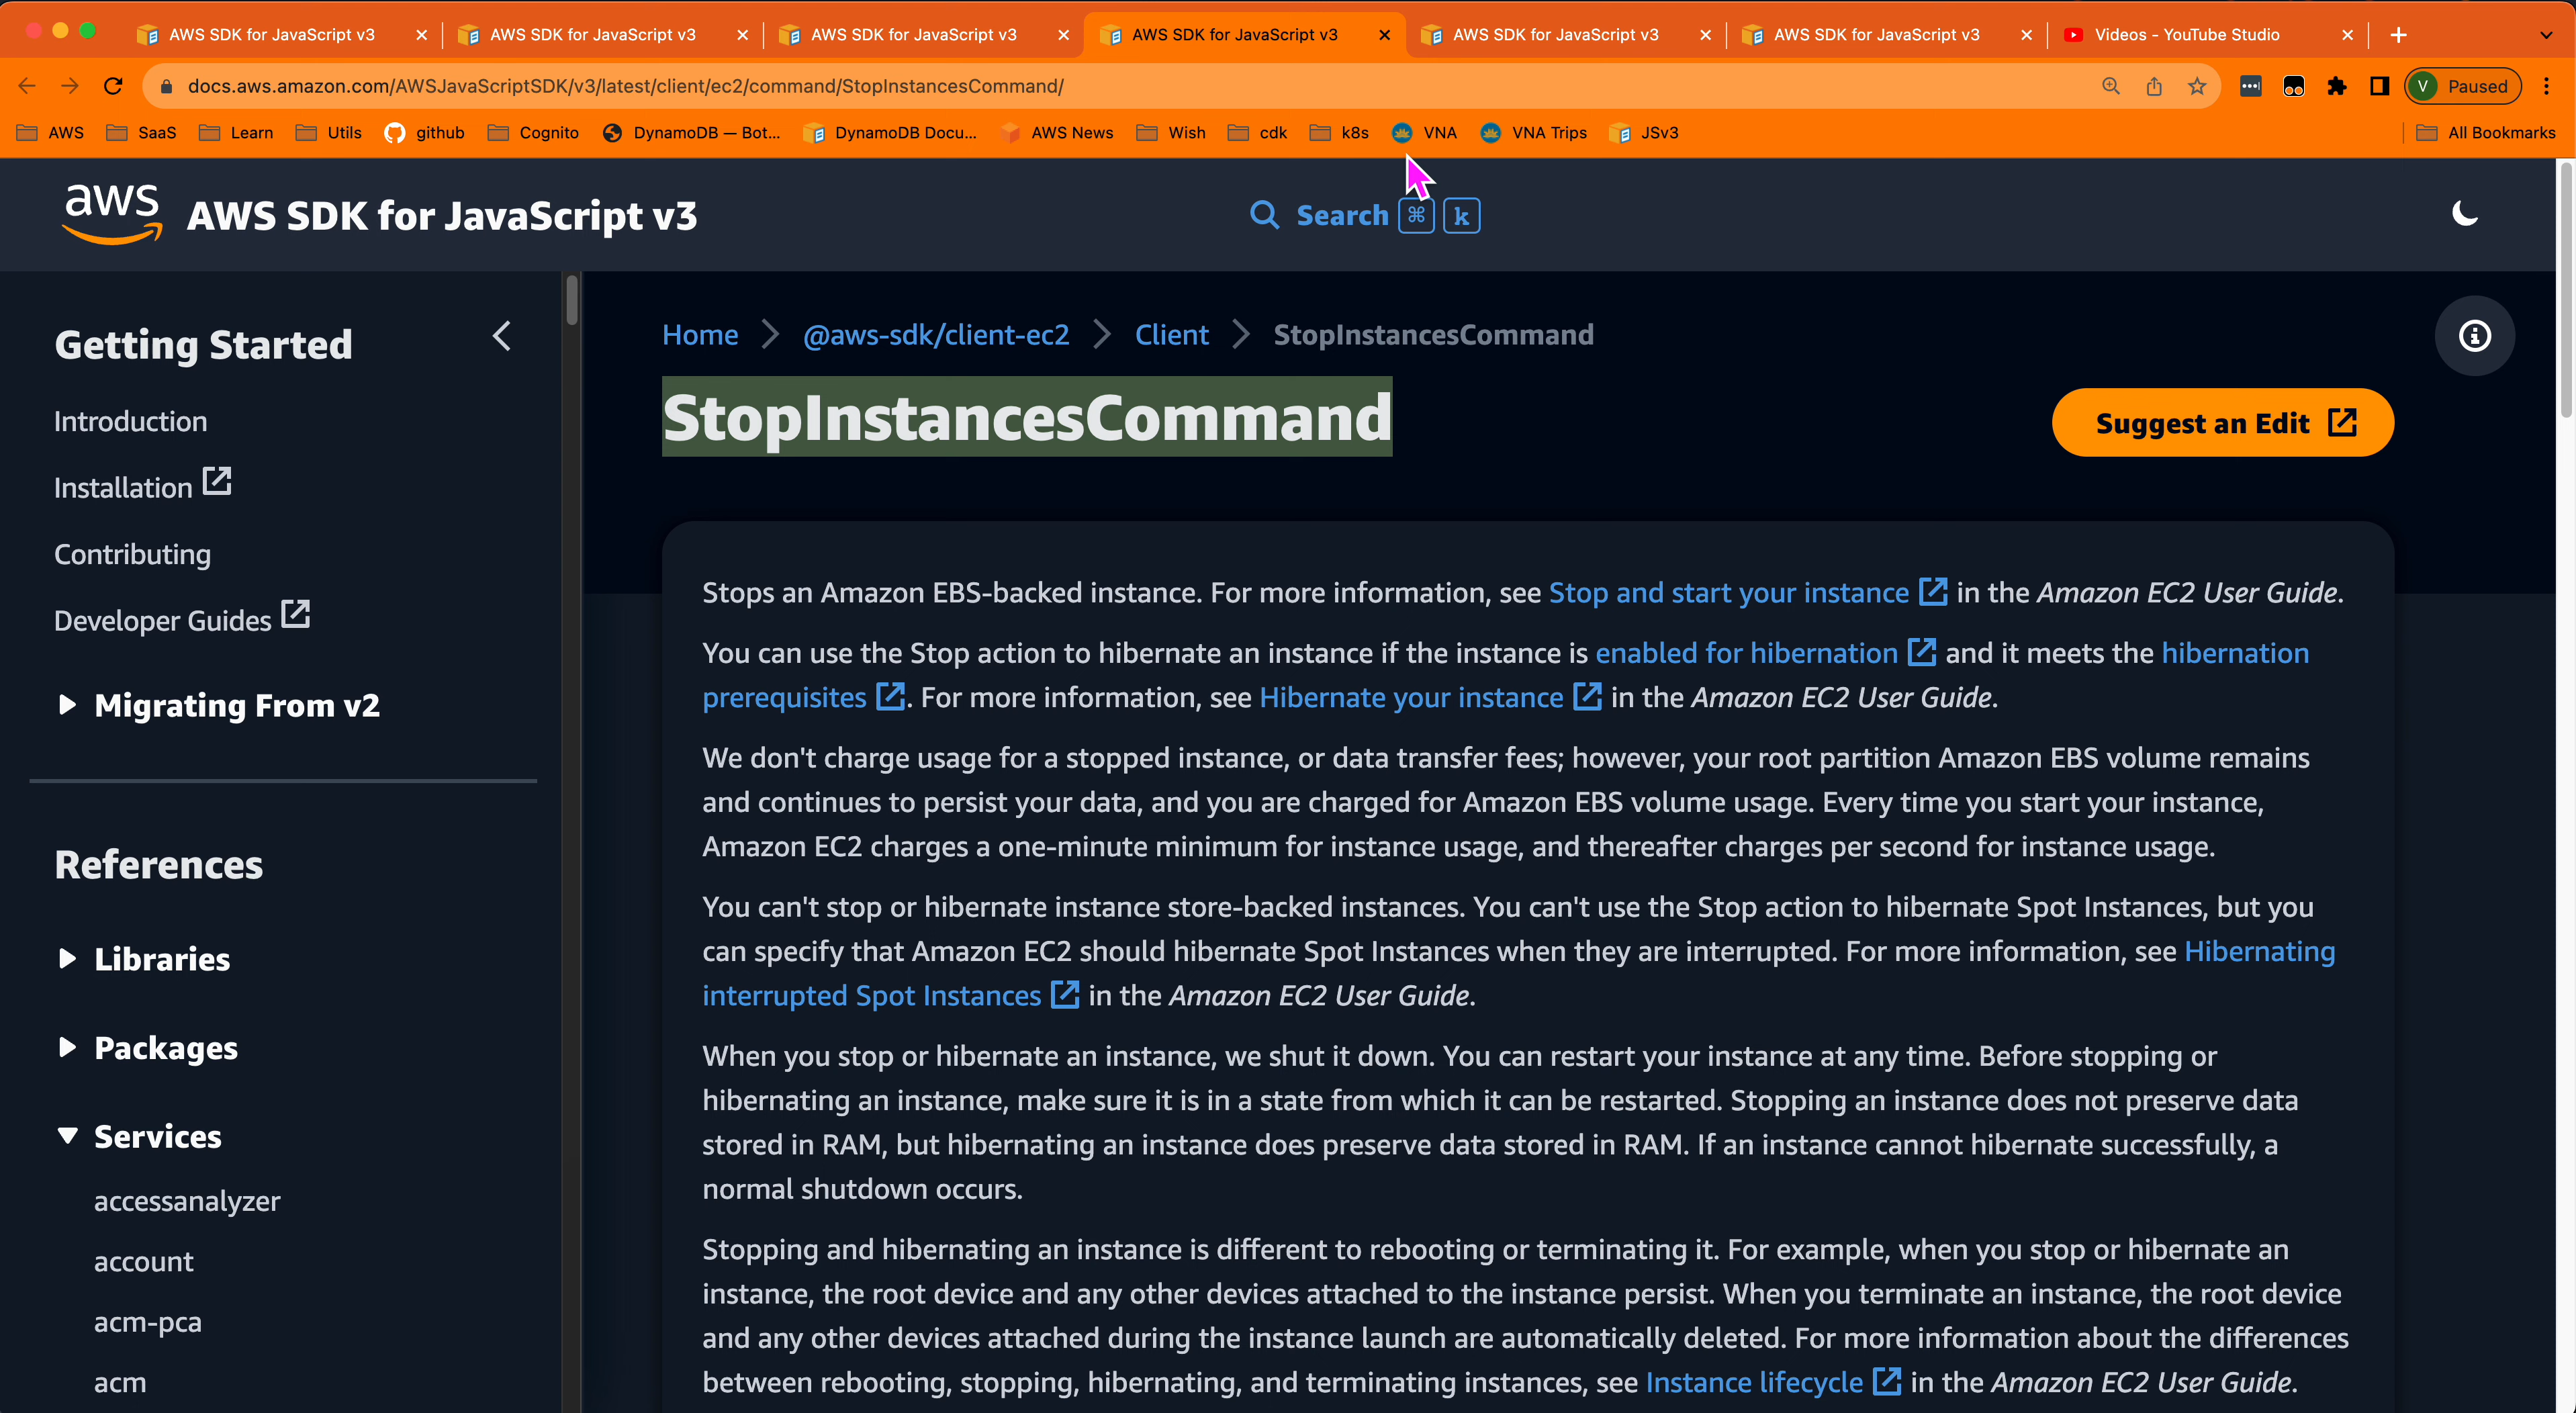 AWS SDK for JavaScript v3 AWS SDK for JavaScript v3 AWS SDK for JavaScript v3 AWS SDK for JavaScript v3 AWS SDK for JavaScript v3 AWS SDK for JavaScript v3 Videos - YouTube Studio
docs.aws.amazon.com/AWSJavaScriptSDK/v3/latest/client/ec2/command/StopInstancesCommand/ V Paused
AWS SaaS Learn Utils github Cognito DynamoDB — Bot... DynamoDB Docu... AWS News Wish cdk k8s VNA VNA Trips JSv3 All Bookmarks
aws AWS SDK for JavaScript v3 Search ⌘ k
Getting Started
Introduction
Installation
Contributing
Developer Guides
Migrating From v2
References
Libraries
Packages
Services
accessanalyzer
account
acm-pca
acm
Home @aws-sdk/client-ec2 Client StopInstancesCommand
StopInstancesCommand
Suggest an Edit
Stops an Amazon EBS-backed instance. For more information, see Stop and start your instance in the Amazon EC2 User Guide.
You can use the Stop action to hibernate an instance if the instance is enabled for hibernation and it meets the hibernation
prerequisites . For more information, see Hibernate your instance in the Amazon EC2 User Guide.
We don't charge usage for a stopped instance, or data transfer fees; however, your root partition Amazon EBS volume remains
and continues to persist your data, and you are charged for Amazon EBS volume usage. Every time you start your instance,
Amazon EC2 charges a one-minute minimum for instance usage, and thereafter charges per second for instance usage.
You can't stop or hibernate instance store-backed instances. You can't use the Stop action to hibernate Spot Instances, but you
can specify that Amazon EC2 should hibernate Spot Instances when they are interrupted. For more information, see Hibernating
interrupted Spot Instances in the Amazon EC2 User Guide.
When you stop or hibernate an instance, we shut it down. You can restart your instance at any time. Before stopping or
hibernating an instance, make sure it is in a state from which it can be restarted. Stopping an instance does not preserve data
stored in RAM, but hibernating an instance does preserve data stored in RAM. If an instance cannot hibernate successfully, a
normal shutdown occurs.
Stopping and hibernating an instance is different to rebooting or terminating it. For example, when you stop or hibernate an
instance, the root device and any other devices attached to the instance persist. When you terminate an instance, the root device
and any other devices attached during the instance launch are automatically deleted. For more information about the differences
between rebooting, stopping, hibernating, and terminating instances, see Instance lifecycle in the Amazon EC2 User Guide.